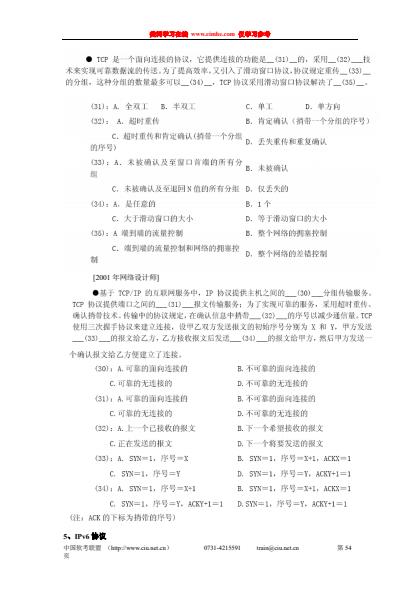 我们学习在线 www.cimhe.com 仅学习参考
● TCP 是一个面向连接的协议，它提供连接的功能是__(31)__的，采用__(32)___技
术来实现可靠数据流的传送。为了提高效率，又引入了滑动窗口协议，协议规定重传__(33)__
的分组，这种分组的数量最多可以__(34)__，TCP协议采用滑动窗口协议解决了__(35)__。
(31)：A. 全双工 B. 半双工 C. 单工 D. 单方向
(32)： A. 超时重传 B. 肯定确认（捎带一个分组的序号）
C. 超时重传和肯定确认(捎带一个分组 D. 丢失重传和重复确认
的序号)
(33)：A. 未被确认及至窗口首端的所有分 B. 未被确认
组
C. 未被确认及至退回 N 值的所有分组 D. 仅丢失的
(34)：A. 是任意的 B. 1个
C. 大于滑动窗口的大小 D. 等于滑动窗口的大小
(35)：A 端到端的流量控制 B. 整个网络的拥塞控制
C. 端到端的流量控制和网络的拥塞控 D. 整个网络的差错控制
制
[2001 年网络设计师]
●基于 TCP/IP 的互联网服务中，IP 协议提供主机之间的___(30)___分组传输服务。
TCP 协议提供端口之间的___(31)___报文传输服务；为了实现可靠的服务，采用超时重传、
确认捎带技术。传输中的协议规定，在确认信息中捎带___(32)___的序号以减少通信量。TCP
使用三次握手协议来建立连接，设甲乙双方发送报文的初始序号分别为 X 和 Y，甲方发送
___(33)___的报文给乙方，乙方接收报文后发送___(34)___的报文给甲方，然后甲方发送一
个确认报文给乙方便建立了连接。
(30)：A.可靠的面向连接的 B.不可靠的面向连接的
C.可靠的无连接的 D.不可靠的无连接的
(31)：A.可靠的面向连接的 B.不可靠的面向连接的
C.可靠的无连接的 D.不可靠的无连接的
(32)：A.上一个已接收的报文 B.下一个希望接收的报文
C.正在发送的报文 D.下一个将要发送的报文
(33)：A. SYN＝1，序号＝X B. SYN＝1，序号＝X+1，ACKX＝1
C. SYN＝1，序号＝Y D. SYN＝1，序号＝Y，ACKY+1＝1
(34)：A. SYN＝1，序号＝X+1 B. SYN＝1，序号＝X+1，ACKX＝1
C. SYN＝1，序号＝Y，ACKY+1＝1 D.SYN＝1，序号＝Y，ACKY+1＝1
(注：ACK的下标为捎带的序号)
5、IPv6 协议
中国软考联盟 （http://www.ciu.net.cn） 0731-4215591 train@ciu.net.cn 第 54
页